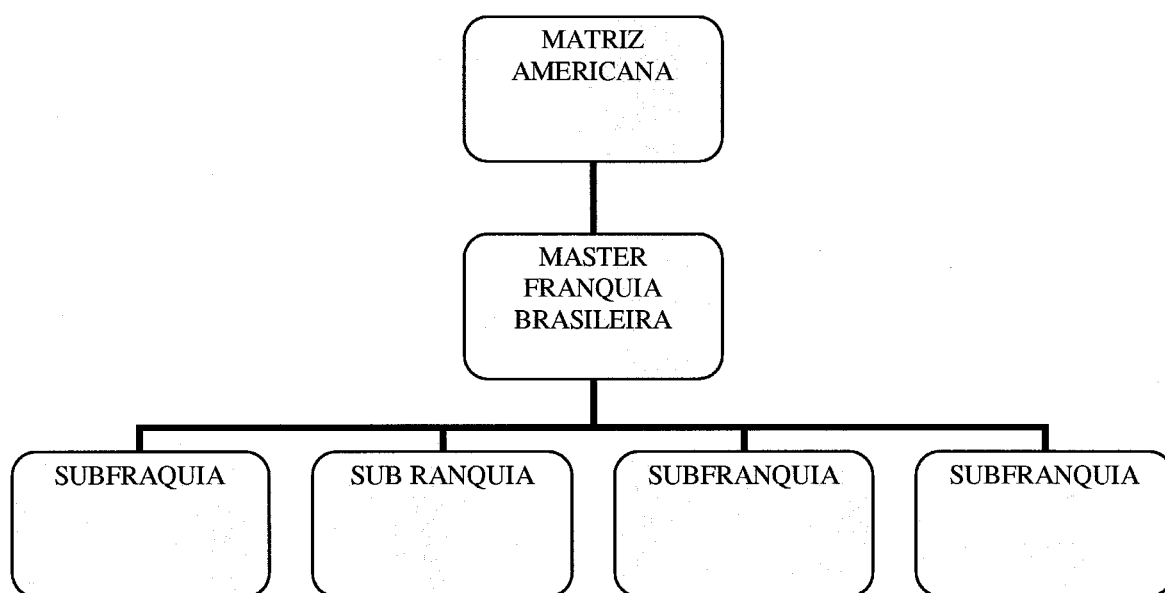 MATRIZ
AMERICANA
MASTER
FRANQUIA
BRASILEIRA
SUBFRAQUIA
SUB RANQUIA
SUBFRANQUIA
SUBFRANQUIA